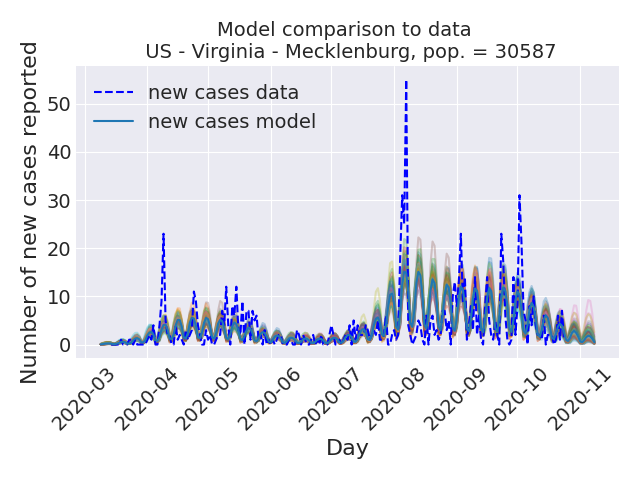 Model comparison to data
US - Virginia - Mecklenburg, pop. = 30587
Number of new cases reported
50
40
30
20
10
0
new cases data
new cases model
2020-03
2020-04
2020-05
2020-06
2020-07
2020-08
2020-09
2020-10
2020-11
Day